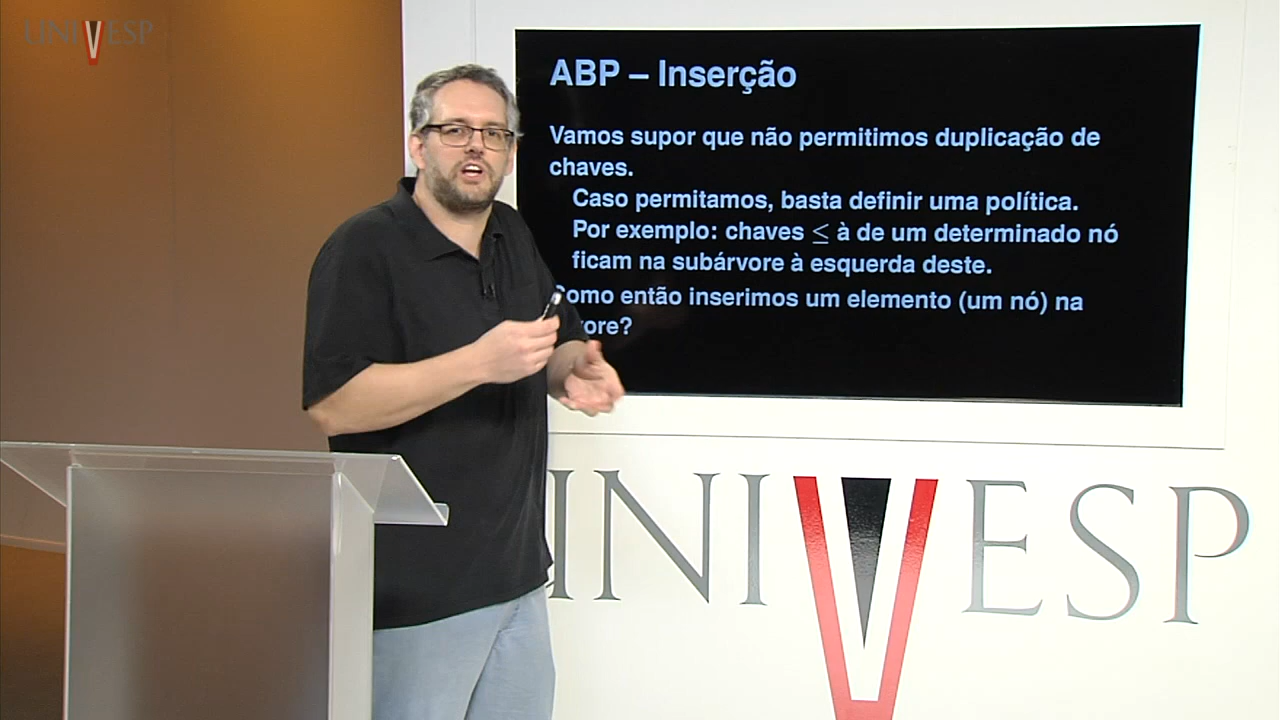 UNIVESP
ABP – Inserção
Vamos supor que não permitimos duplicação de
chaves.
Caso permitamos, basta definir uma política.
Por exemplo: chaves ≤ à de um determinado nó
ficam na subárvore à esquerda deste.
omo então inserimos um elemento (um nó) na
vore?
UNIVESP